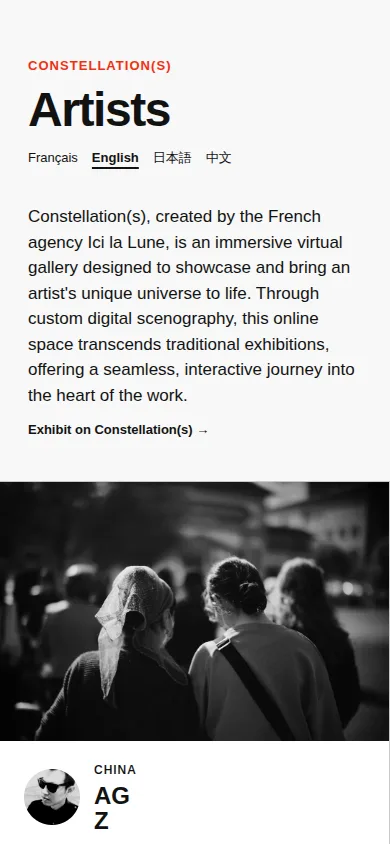 CONSTELLATION(S)
Artists
Français English 日本語 中文
Constellation(s), created by the French
agency Ici la Lune, is an immersive virtual
gallery designed to showcase and bring an
artist's unique universe to life. Through
custom digital scenography, this online
space transcends traditional exhibitions,
offering a seamless, interactive journey into
the heart of the work.
Exhibit on Constellation(s) →
CHINA
AG
Z